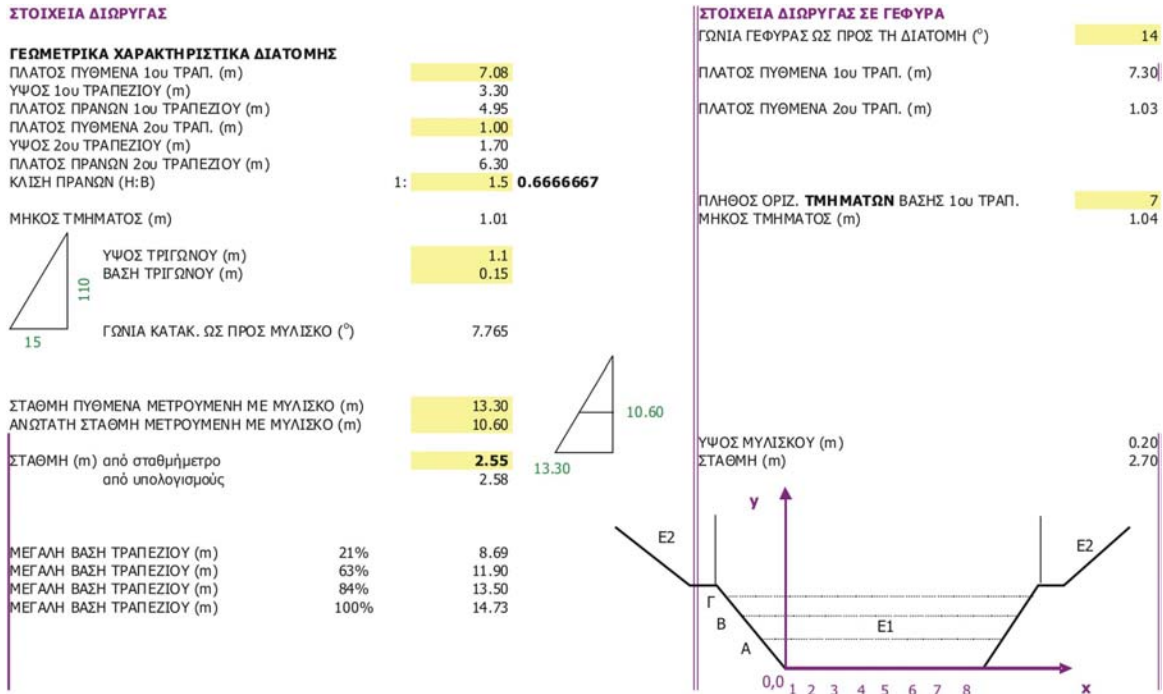 ΣΤΟΙΧΕΙΑ ΔΙΩΡΥΓΑΣ
ΓΕΩΜΕΤΡΙΚΑ ΧΑΡΑΚΤΗΡΙΣΤΙΚΑ ΔΙΑΤΟΜΗΣ
ΠΛΑΤΟΣ ΠΥΘΜΕΝΑ 1ου ΤΡΑΠ. (m) 7.08
ΥΨΟΣ 1ου ΤΡΑΠΕΖΙΟΥ (m) 3.30
ΠΛΑΤΟΣ ΠΡΑΝΩΝ 1ου ΤΡΑΠΕΖΙΟΥ (m) 4.95
ΠΛΑΤΟΣ ΠΥΘΜΕΝΑ 2ου ΤΡΑΠ. (m) 1.00
ΥΨΟΣ 2ου ΤΡΑΠΕΖΙΟΥ (m) 1.70
ΠΛΑΤΟΣ ΠΡΑΝΩΝ 2ου ΤΡΑΠΕΖΙΟΥ (m) 6.30
ΚΛΙΣΗ ΠΡΑΝΩΝ (Η:Β) 1: 1.5 0.6666667
ΜΗΚΟΣ ΤΜΗΜΑΤΟΣ (m) 1.01
ΥΨΟΣ ΤΡΙΓΩΝΟΥ (m) 1.1
ΒΑΣΗ ΤΡΙΓΩΝΟΥ (m) 0.15
110
15
ΓΩΝΙΑ ΚΑΤΑΚ. ΩΣ ΠΡΟΣ ΜΥΛΙΣΚΟ (°) 7.765
ΣΤΑΘΜΗ ΠΥΘΜΕΝΑ ΜΕΤΡΟΥΜΕΝΗ ΜΕ ΜΥΛΙΣΚΟ (m) 13.30
ΑΝΩΤΑΤΗ ΣΤΑΘΜΗ ΜΕΤΡΟΥΜΕΝΗ ΜΕ ΜΥΛΙΣΚΟ (m) 10.60
10.60
13.30
ΣΤΑΘΜΗ (m) από σταθμήμετρο 2.55
από υπολογισμούς 2.58
ΜΕΓΑΛΗ ΒΑΣΗ ΤΡΑΠΕΖΙΟΥ (m) 21% 8.69
ΜΕΓΑΛΗ ΒΑΣΗ ΤΡΑΠΕΖΙΟΥ (m) 63% 11.90
ΜΕΓΑΛΗ ΒΑΣΗ ΤΡΑΠΕΖΙΟΥ (m) 84% 13.50
ΜΕΓΑΛΗ ΒΑΣΗ ΤΡΑΠΕΖΙΟΥ (m) 100% 14.73
ΣΤΟΙΧΕΙΑ ΔΙΩΡΥΓΑΣ ΣΕ ΓΕΦΥΡΑ
ΓΩΝΙΑ ΓΕΦΥΡΑΣ ΩΣ ΠΡΟΣ ΤΗ ΔΙΑΤΟΜΗ (°) 14
ΠΛΑΤΟΣ ΠΥΘΜΕΝΑ 1ου ΤΡΑΠ. (m) 7.30
ΠΛΑΤΟΣ ΠΥΘΜΕΝΑ 2ου ΤΡΑΠ. (m) 1.03
ΠΛΗΘΟΣ ΟΡΙΖ. ΤΜΗΜΑΤΩΝ ΒΑΣΗΣ 1ου ΤΡΑΠ. 7
ΜΗΚΟΣ ΤΜΗΜΑΤΟΣ (m) 1.04
ΥΨΟΣ ΜΥΛΙΣΚΟΥ (m) 0.20
ΣΤΑΘΜΗ (m) 2.70
y
E2
E2
Γ
Β
E1
Α
0,0 1 2 3 4 5 6 7 8 x